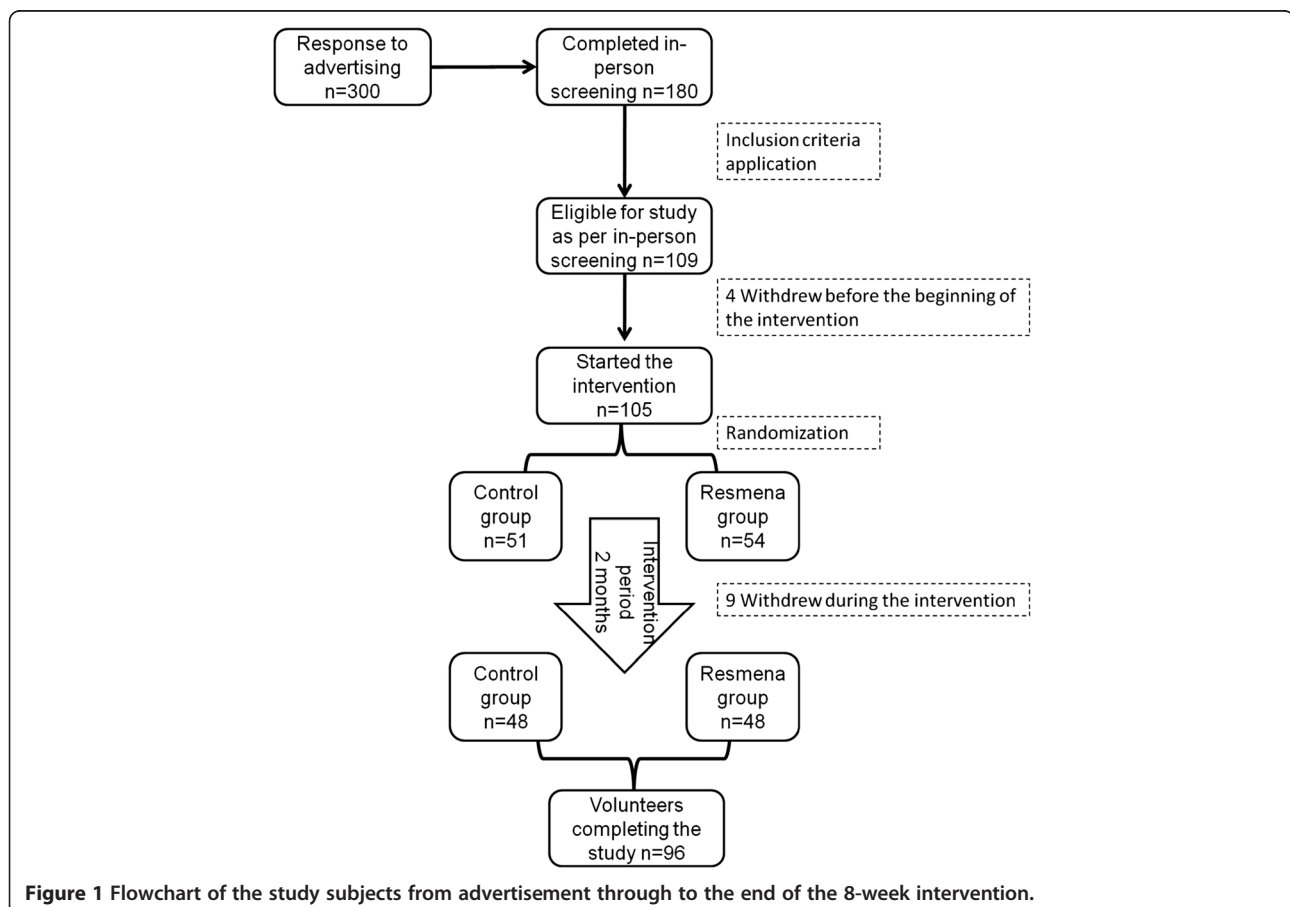 Response to
advertising
n=300
Completed in-
person
screening n=180
Inclusion criteria
application
Eligible for study
as per in-person
screening n=109
4 Withdrew before the beginning of
the intervention
Started the
intervention
n=105
Randomization
Control
group
n=51
Resmena
group
n=54
Intervention
period
2 months
9 Withdrew during the intervention
Control
group
n=48
Resmena
group
n=48
Volunteers
completing the
study n=96
Figure 1 Flowchart of the study subjects from advertisement through to the end of the 8-week intervention.